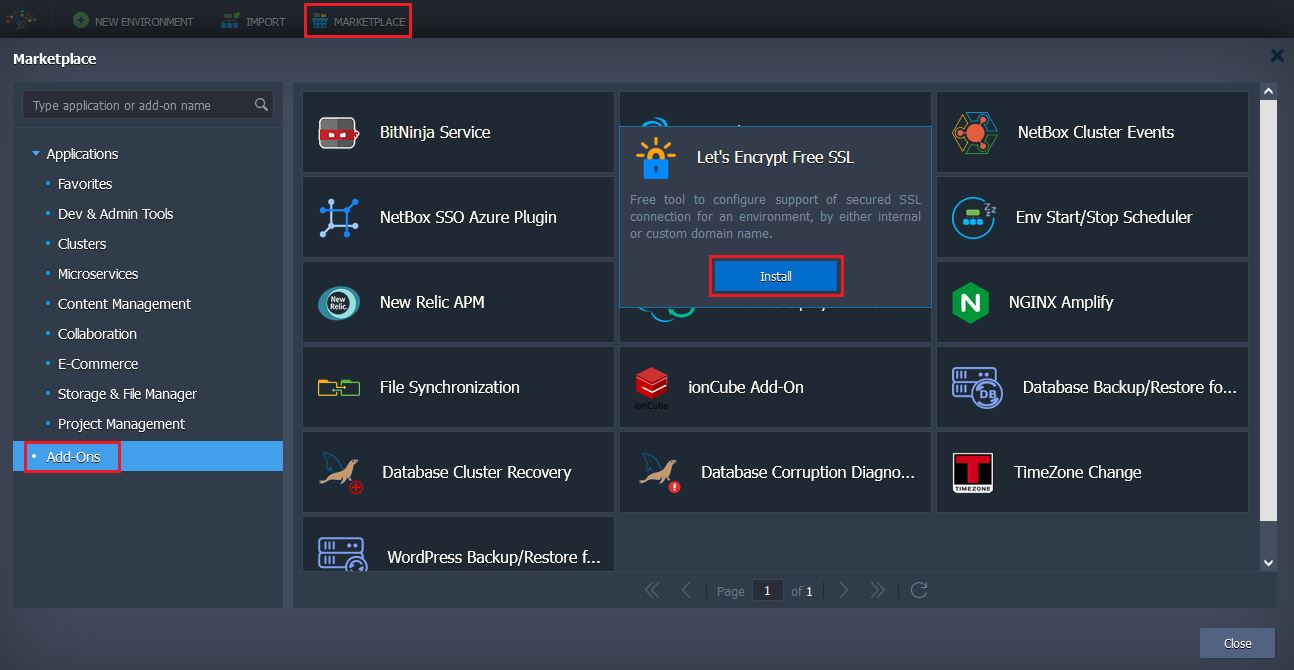 NEW ENVIRONMENT
IMPORT
MARKETPLACE
Marketplace
Type application or add-on name
Applications
Favorites
Dev & Admin Tools
Clusters
Microservices
Content Management
Collaboration
E-Commerce
Storage & File Manager
Project Management
Add-Ons
BitNinja Service
NetBox Cluster Events
Let's Encrypt Free SSL
Free tool to configure support of secured SSL
connection for an environment, by either internal
or custom domain name.
Install
NetBox SSO Azure Plugin
Env Start/Stop Scheduler
New Relic
New Relic APM
NGINX Amplify
File Synchronization
ionCube
ionCube Add-On
DB
Database Backup/Restore fo...
Database Cluster Recovery
Database Corruption Diagno...
TIMEZONE
TimeZone Change
WordPress Backup/Restore f...
Page 1 of 1
Close